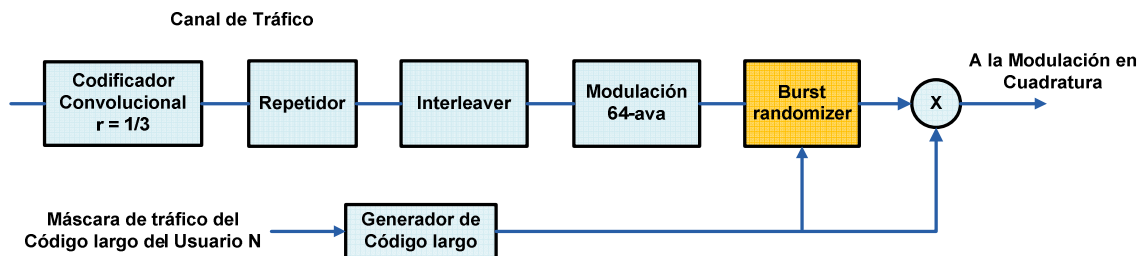 Canal de Tráfico
Codificador
Convolucional
r = 1/3
Repetidor
Interleaver
Modulación
64-ava
Burst
randomizer
X
A la Modulación en
Cuadratura
Máscara de tráfico del
Código largo del Usuario N
Generador de
Código largo